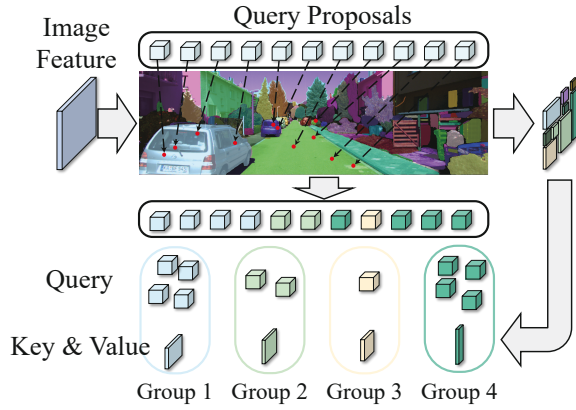 Query Proposals
Image
Feature
Query
Key & Value
Group 1 Group 2 Group 3 Group 4